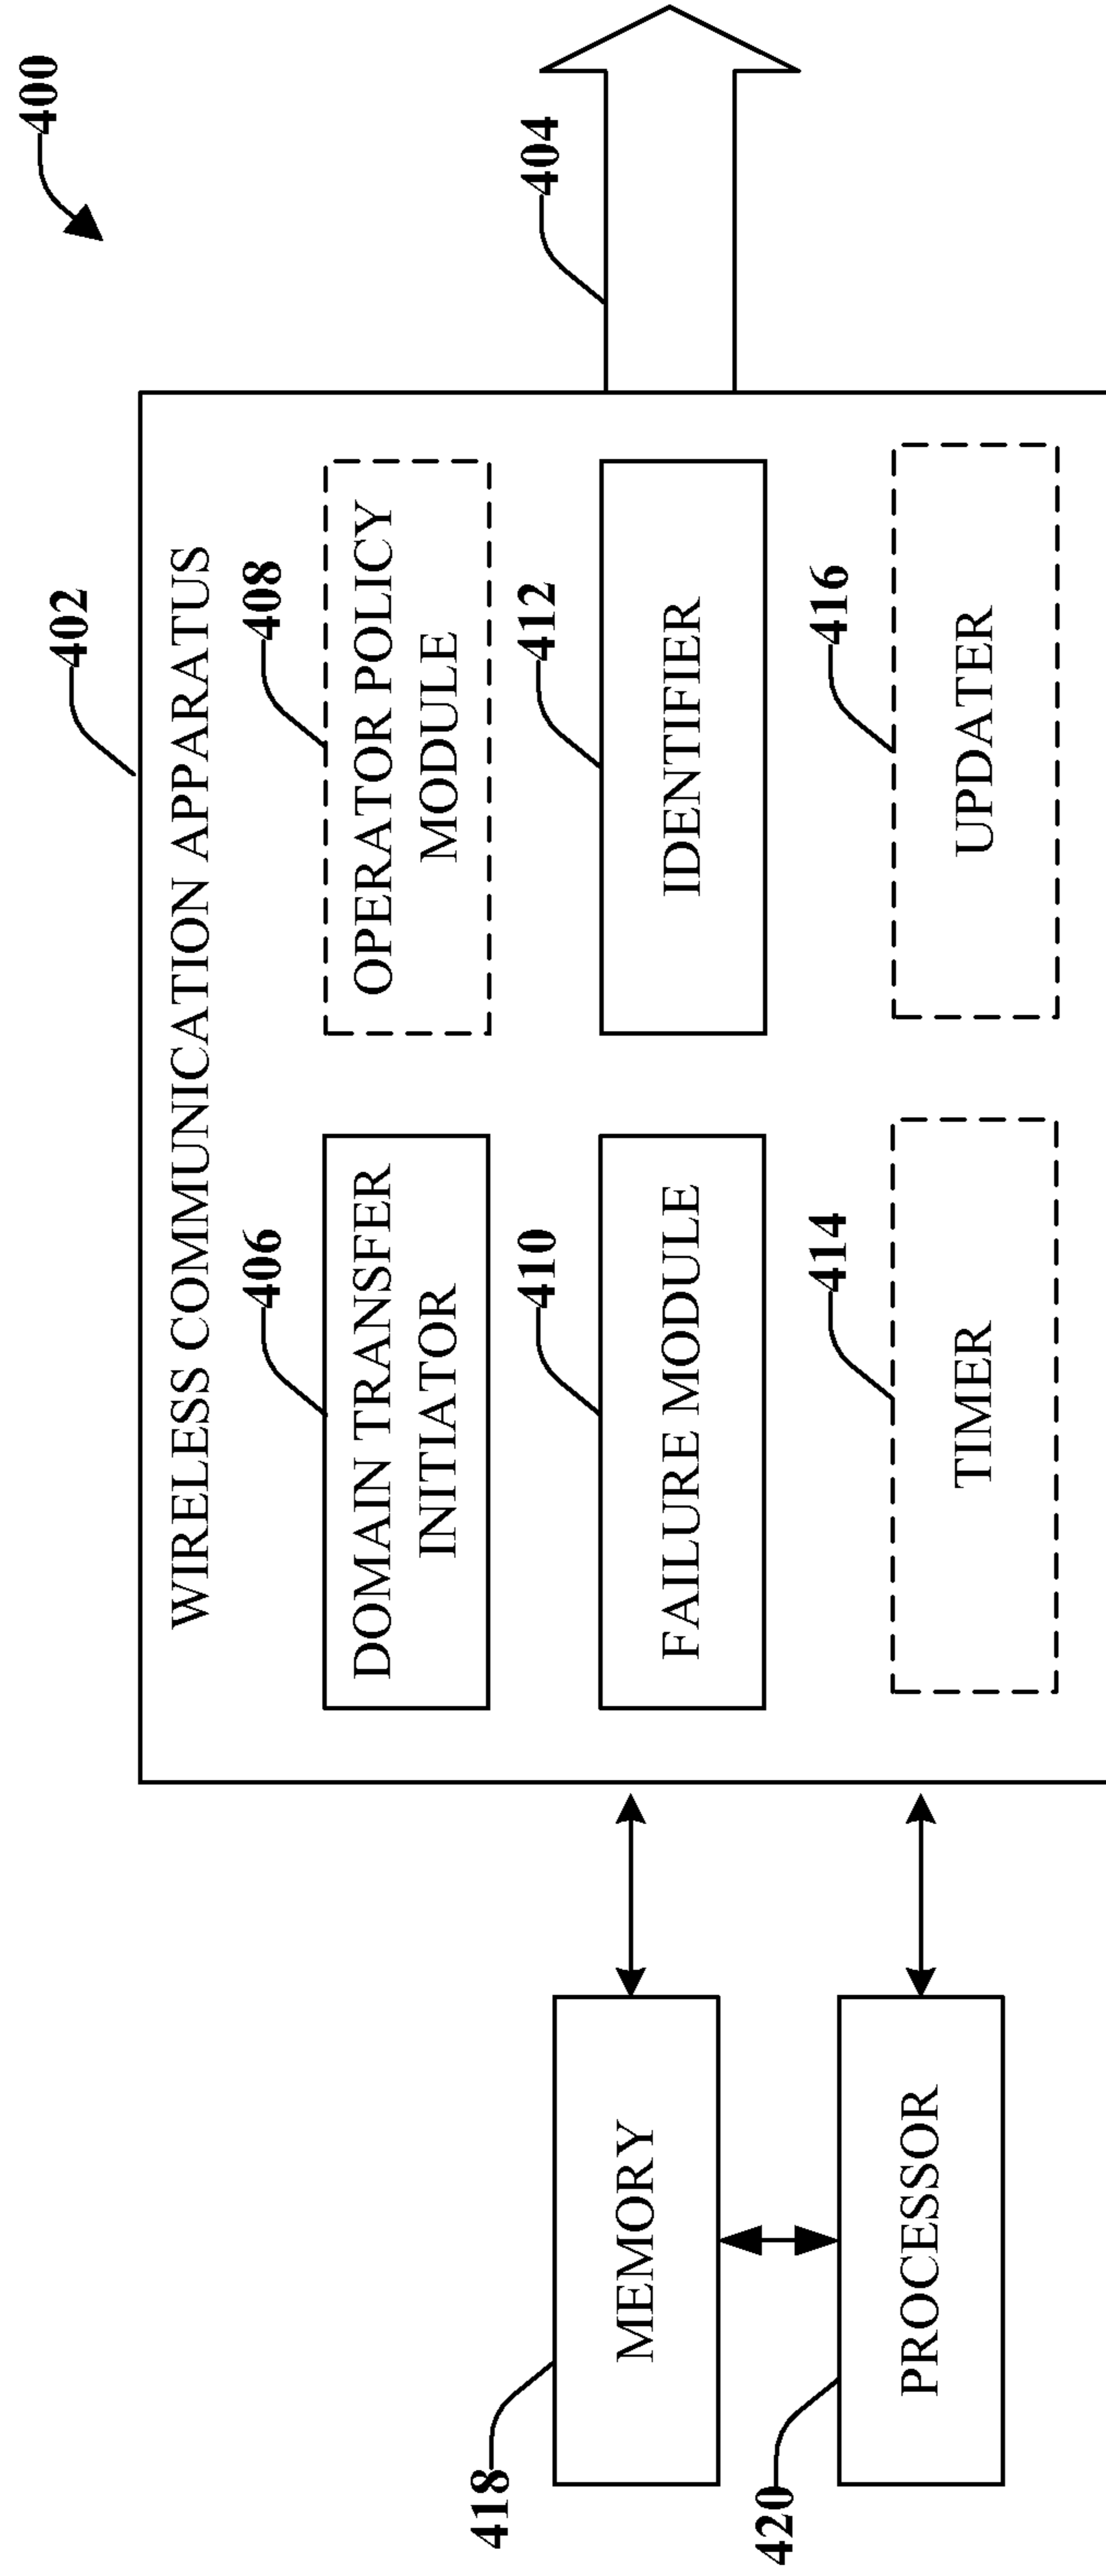 400
402
WIRELESS COMMUNICATION APPARATUS
404
406
DOMAIN TRANSFER
INITIATOR
408
OPERATOR POLICY
MODULE
410
FAILURE MODULE
412
IDENTIFIER
414
TIMER
416
UPDATER
418
MEMORY
420
PROCESSOR